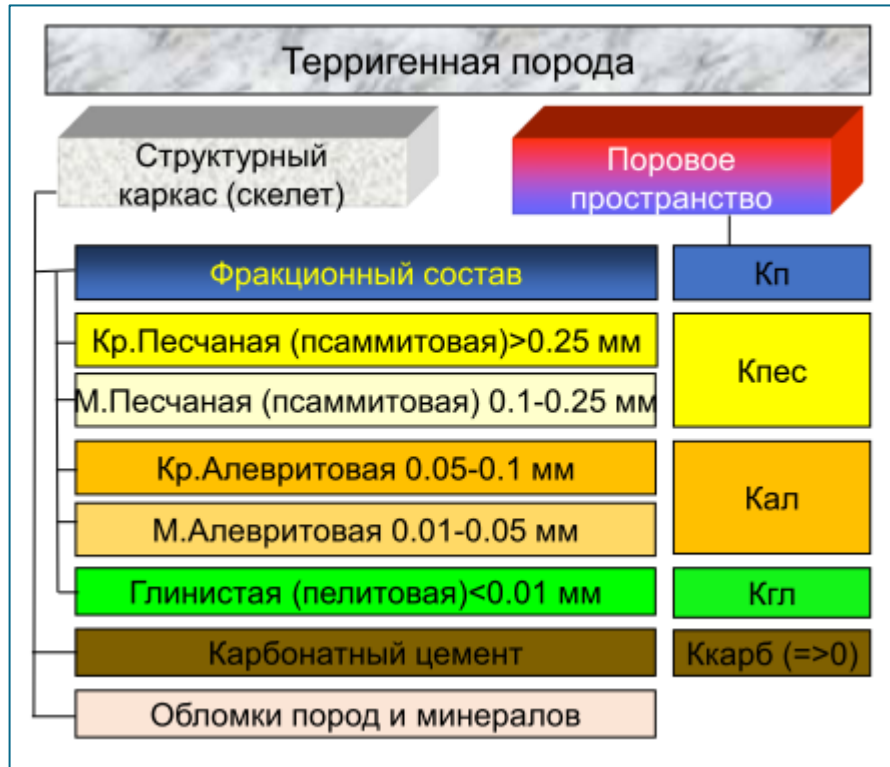 Терригенная порода
Структурный
каркас (скелет)
Поровое
пространство
Фракционный состав
Кп
Кр.Песчаная (псаммитовая)>0.25 мм
Кпес
М.Песчаная (псаммитовая) 0.1-0.25 мм
Кр.Алевритовая 0.05-0.1 мм
Кал
М.Алевритовая 0.01-0.05 мм
Глинистая (пелитовая)<0.01 мм
Кгл
Карбонатный цемент
Ккарб (=>0)
Обломки пород и минералов